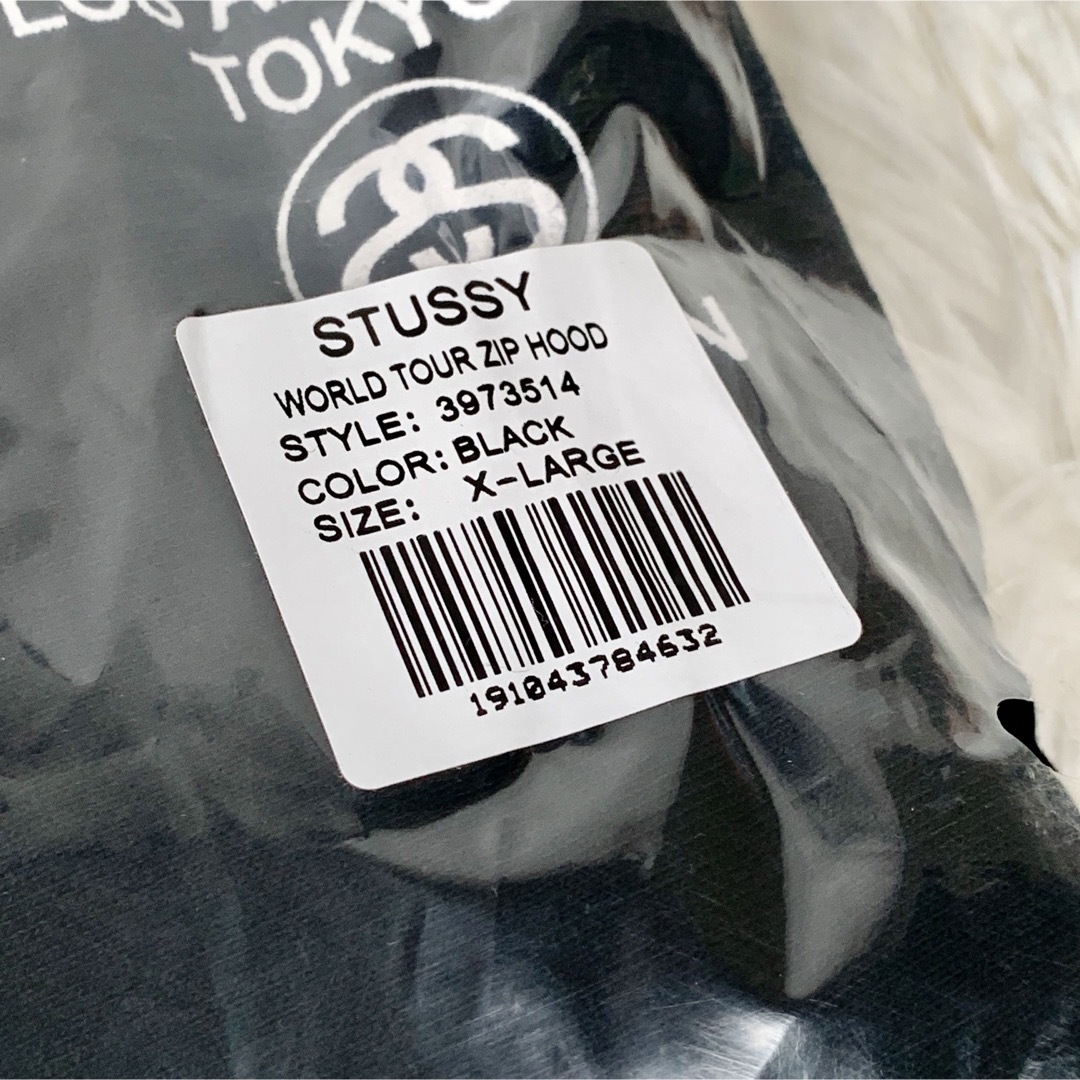 TOKYO
STUSSY
WORLD TOUR ZIP HOOD
STYLE: 3973514
COLOR: BLACK
SIZE: X-LARGE
191043784632